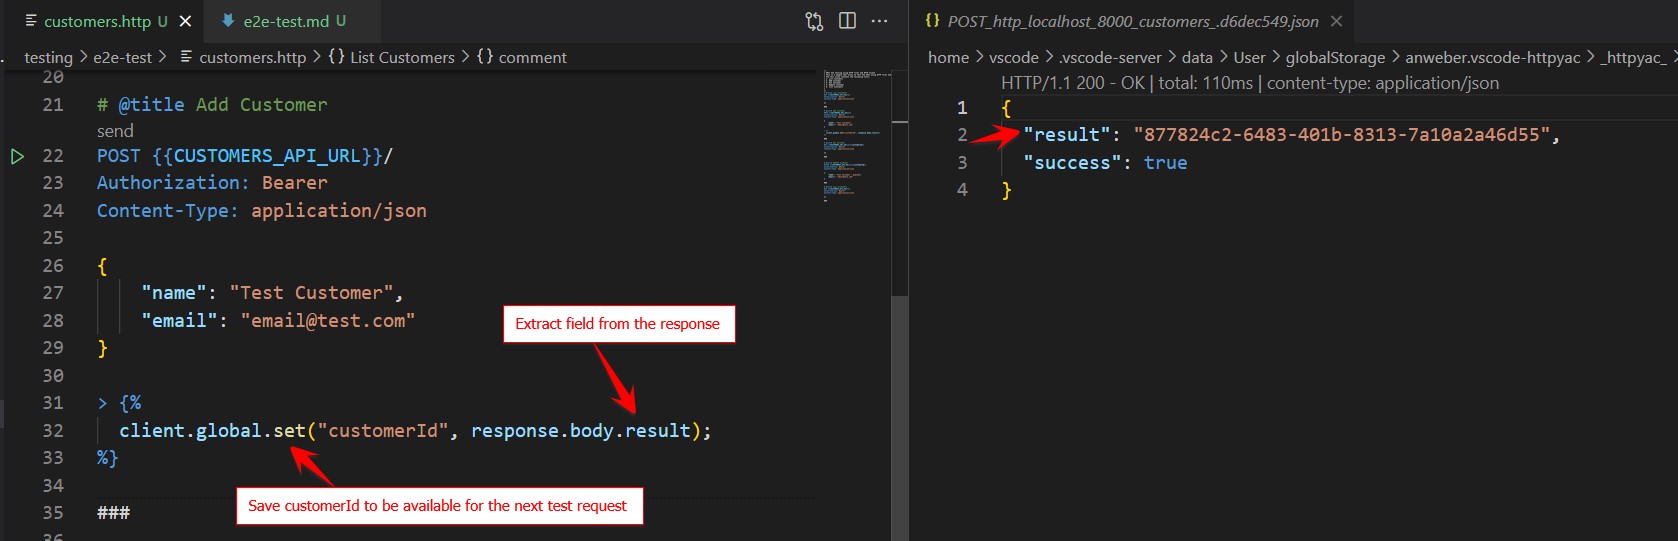 customers.http U
e2e-test.md U
testing > e2e-test > customers.http > {} List Customers > {} comment
20
21 # @title Add Customer
send
22 POST {{CUSTOMERS_API_URL}}/
23 Authorization: Bearer
24 Content-Type: application/json
25
26 {
27 "name": "Test Customer",
28 "email": "email@test.com"
29 }
30
31 > {%
32 client.global.set("customerId", response.body.result);
33 %}
34
35 ###
36
Extract field from the response
Save customerId to be available for the next test request
{} POST_http_localhost_8000_customers_.d6dec549.json
home > vscode > .vscode-server > data > User > globalStorage > anweber.vscode-httpyac > _httpyac_ >
HTTP/1.1 200 - OK | total: 110ms | content-type: application/json
1 {
2 "result": "877824c2-6483-401b-8313-7a10a2a46d55",
3 "success": true
4 }